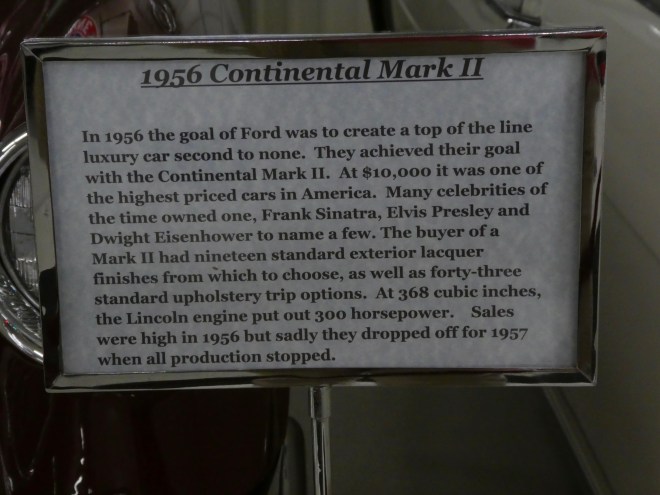 1956 Continental Mark II
In 1956 the goal of Ford was to create a top of the line
luxury car second to none.  They achieved their goal
with the Continental Mark II.  At $10,000 it was one of
the highest priced cars in America.  Many celebrities of
the time owned one, Frank Sinatra, Elvis Presley and
Dwight Eisenhower to name a few. The buyer of a
Mark II had nineteen standard exterior lacquer
finishes from which to choose, as well as forty-three
standard upholstery trip options.  At 368 cubic inches,
the Lincoln engine put out 300 horsepower.    Sales
were high in 1956 but sadly they dropped off for 1957
when all production stopped.